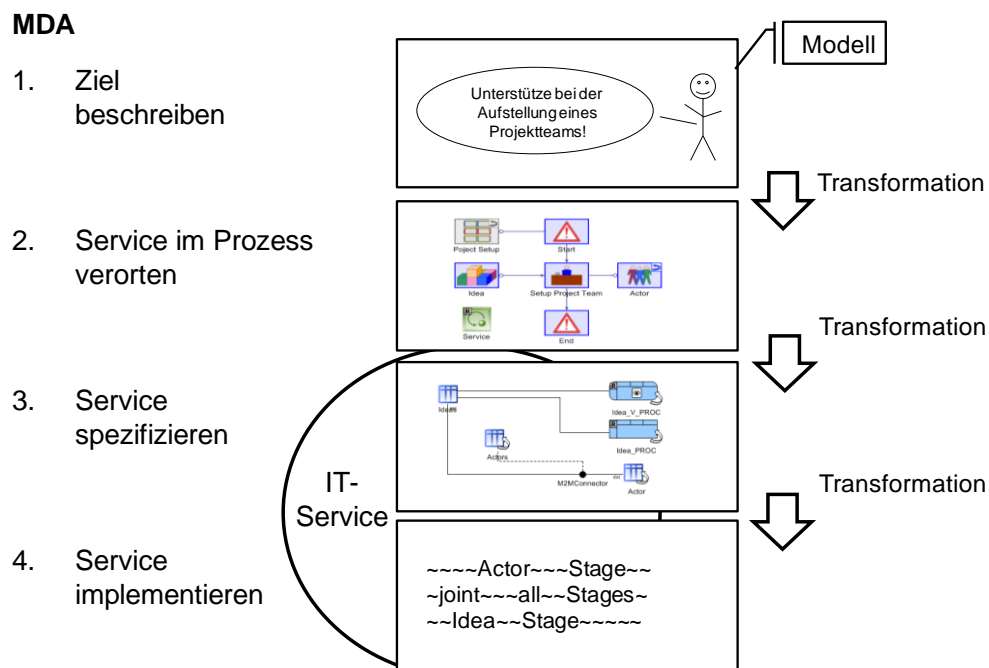 MDA
Modell
1. Ziel
beschreiben
Unterstütze bei der
Aufstellung eines
Projektteams!
Transformation
2. Service im Prozess
verorten
Poject Setup
Start
Idea
Setup Project Team
Actor
Service
End
Transformation
3. Service
spezifizieren
Ideas
Idea_V_PROC
Actors
Idea_PROC
M2MConnector
Actor
IT-
Service
Transformation
4. Service
implementieren
~~~~Actor~~~Stage~~
~joint~~~all~~Stages~
~~Idea~~Stage~~~~~